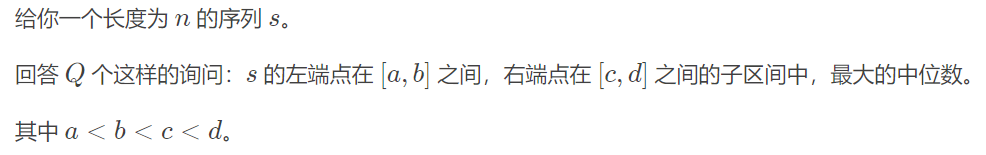 给你一个长度为 n 的序列 s。
回答 Q 个这样的询问：s 的左端点在 [a, b] 之间，右端点在 [c, d] 之间的子区间中，最大的中位数。
其中 a < b < c < d。